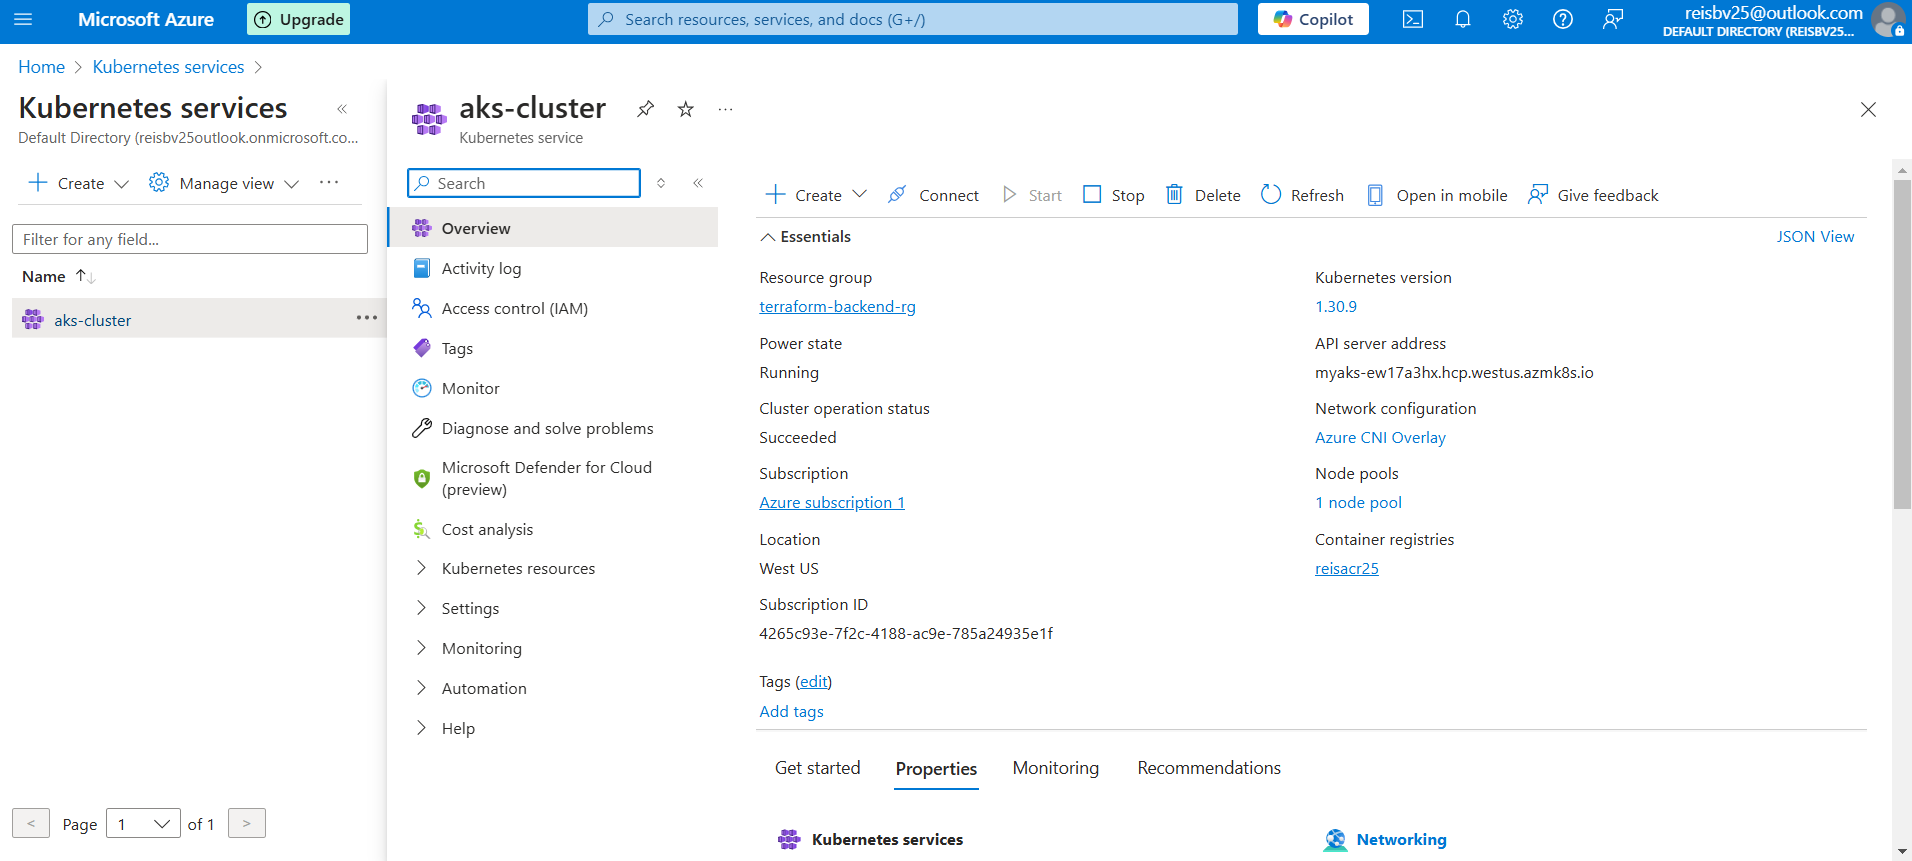 Microsoft Azure
Upgrade
Search resources, services, and docs (G+/)
Copilot
reisbv25@outlook.com
DEFAULT DIRECTORY (REISBV25...
Home
Kubernetes services
Kubernetes services
Default Directory (reisbv25outlook.onmicrosoft.co...
Create
Manage view
Filter for any field...
Name
aks-cluster
Page 1 of 1
aks-cluster
Kubernetes service
Search
Overview
Activity log
Access control (IAM)
Tags
Monitor
Diagnose and solve problems
Microsoft Defender for Cloud
(preview)
Cost analysis
Kubernetes resources
Settings
Monitoring
Automation
Help
Create Connect Start Stop Delete Refresh Open in mobile Give feedback
Essentials
JSON View
Resource group
terraform-backend-rg
Power state
Running
Cluster operation status
Succeeded
Subscription
Azure subscription 1
Location
West US
Subscription ID
4265c93e-7f2c-4188-ac9e-785a24935e1f
Kubernetes version
1.30.9
API server address
myaks-ew17a3hx.hcp.westus.azmk8s.io
Network configuration
Azure CNI Overlay
Node pools
1 node pool
Container registries
reisacr25
Tags (edit)
Add tags
Get started Properties Monitoring Recommendations
Kubernetes services
Networking